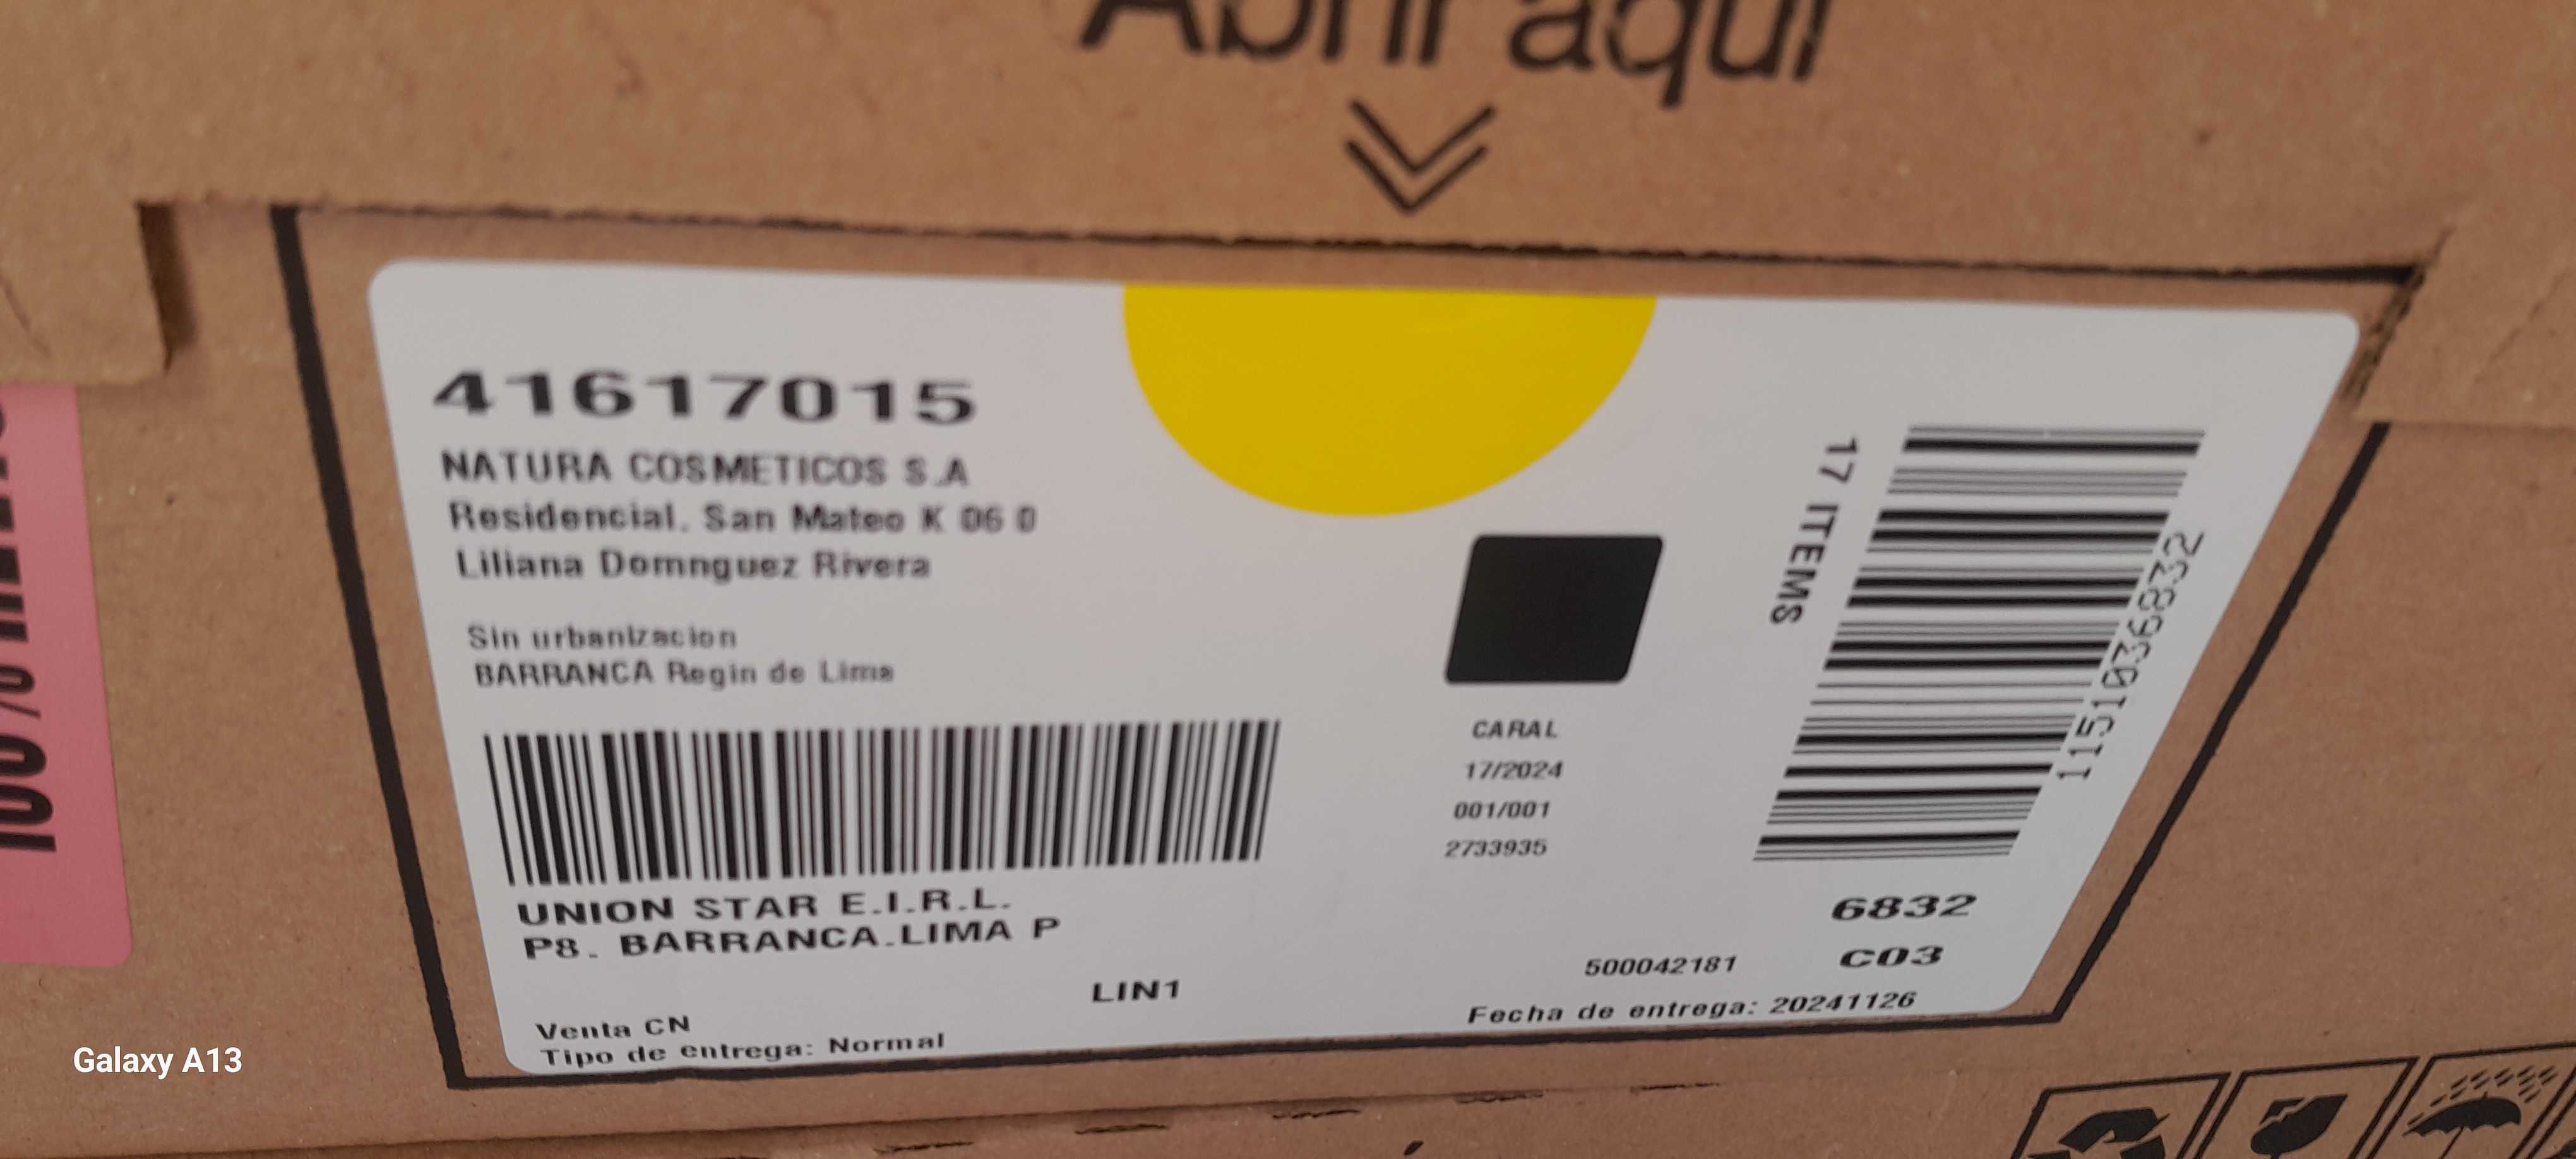 Abrir aquí
41617015
NATURA COSMETICOS S.A
Residencial. San Mateo K 06 0
Liliana Domnguez Rivera
Sin urbanizacion
BARRANCA Regin de Lima
17 ITEMS
1151036832
CARAL
17/2024
001/001
2733935
UNION STAR E.I.R.L.
P8. BARRANCA.LIMA P
6832
C03
LIN1
500042181
Fecha de entrega: 20241126
Venta CN
Tipo de entrega: Normal
100%
Galaxy A13